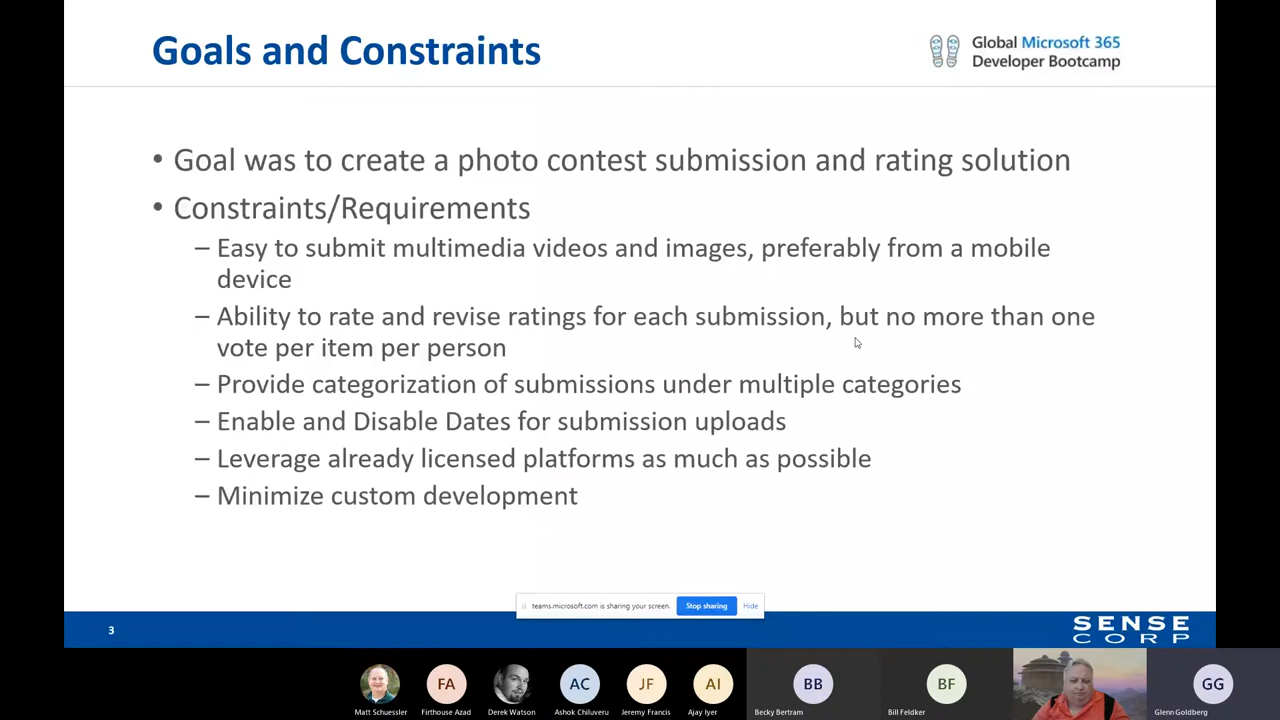 Goals and Constraints
Global Microsoft 365
Developer Bootcamp
• Goal was to create a photo contest submission and rating solution
• Constraints/Requirements
– Easy to submit multimedia videos and images, preferably from a mobile
device
– Ability to rate and revise ratings for each submission, but no more than one
vote per item per person
– Provide categorization of submissions under multiple categories
– Enable and Disable Dates for submission uploads
– Leverage already licensed platforms as much as possible
– Minimize custom development
teams.microsoft.com is sharing your screen.
Stop sharing
Hide
3
SENSE
CORP
FA
AC
JF
AI
BB
BF
GG
Matt Schuessler
Firthouse Azad
Derek Watson
Ashok Chiluveru
Jeremy Francis
Ajay Iyer
Becky Bertram
Bill Feldker
Glenn Goldberg